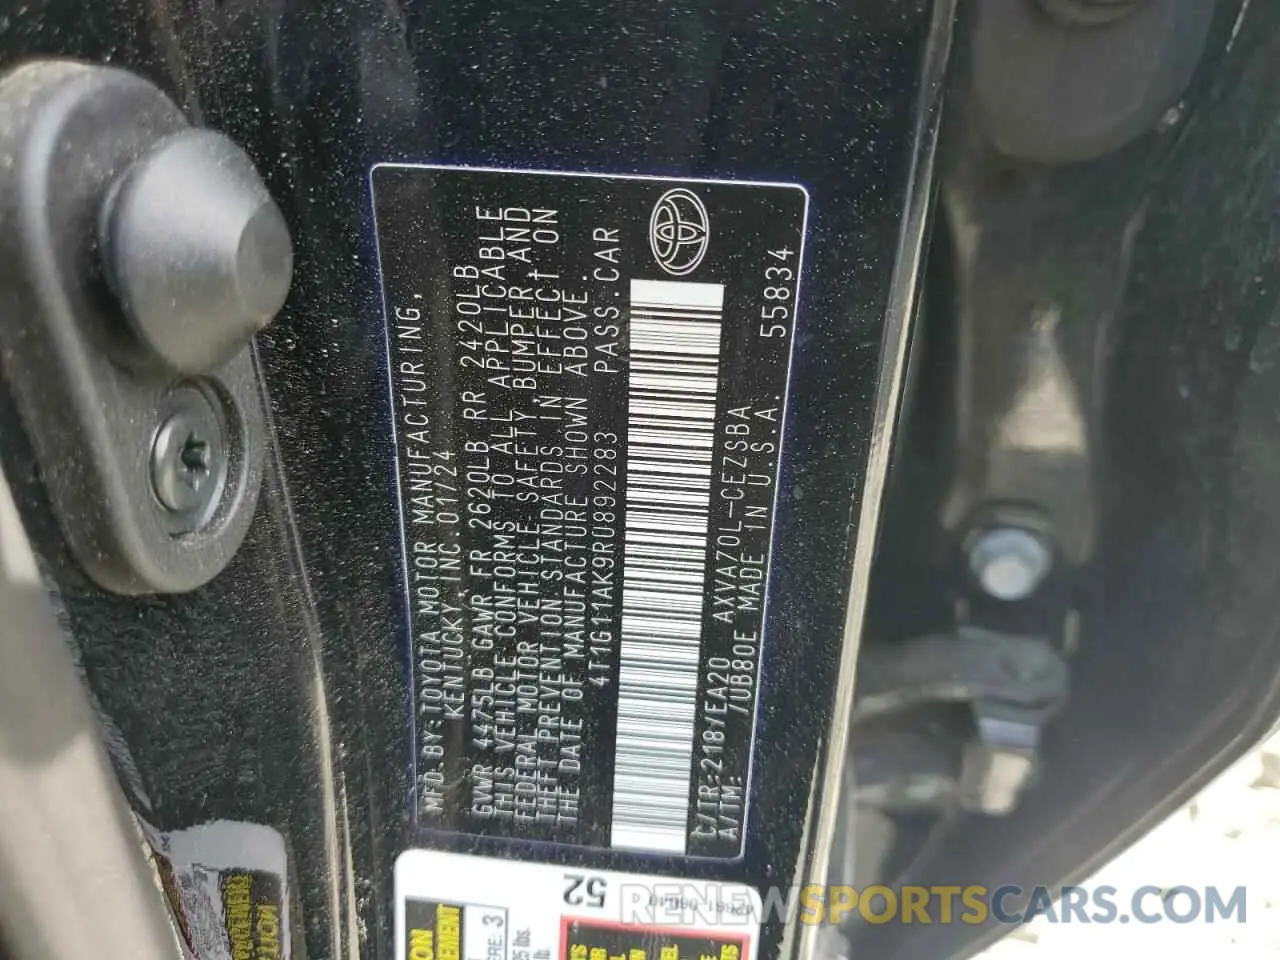 MFD. BY: TOYOTA MOTOR MANUFACTURING,
KENTUCKY INC. 01/24
GVWR 4475LB GAWR FR 2620LB RR 2420LB
THIS VEHICLE CONFORMS TO ALL APPLICABLE
FEDERAL MOTOR VEHICLE SAFETY BUMPER AND
THEFT PREVENTION STANDARDS IN EFFECT ON
THE DATE OF MANUFACTURE SHOWN ABOVE.
4T1G11AK9RU892283 PASS.CAR
C/TR:218/EA20 AXVA70L-CEZSBA
A/TM: /UB80E MADE IN U.S.A. 55834
52
3
RENEWSPORTSCARS.COM